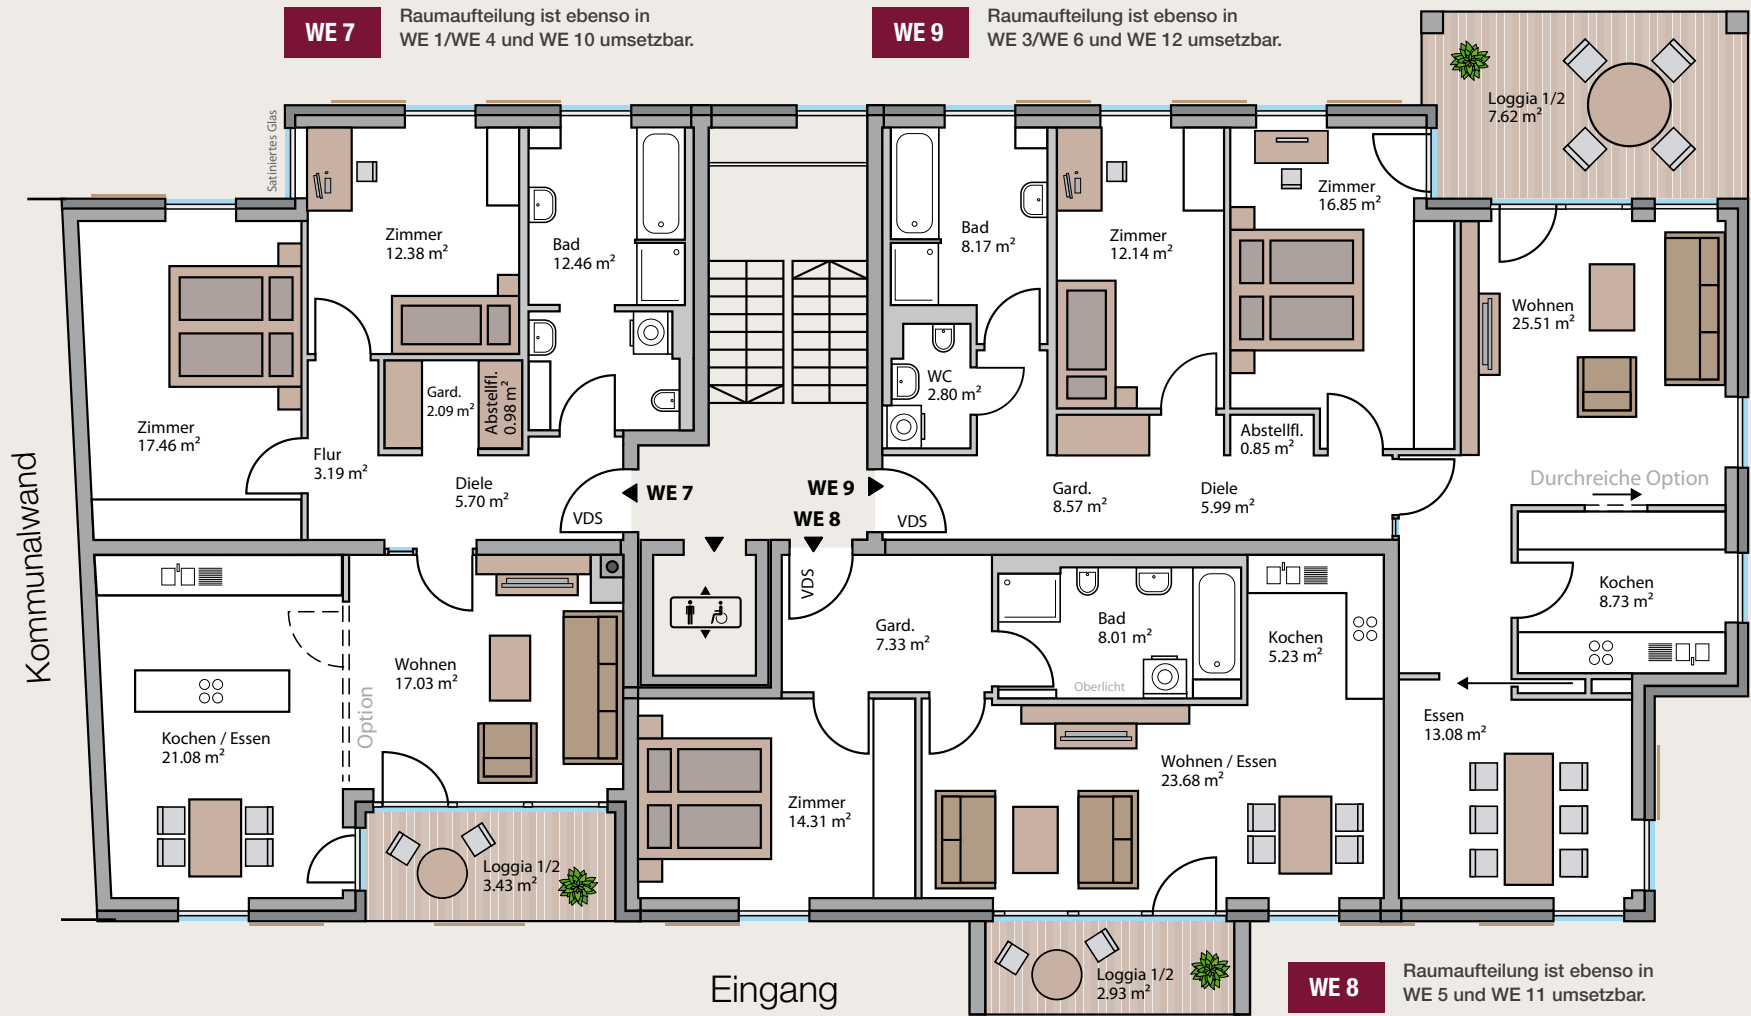 WE 7
Raumaufteilung ist ebenso in
WE 1/WE 4 und WE 10 umsetzbar.
WE 9
Raumaufteilung ist ebenso in
WE 3/WE 6 und WE 12 umsetzbar.
Satiniertes Glas
Loggia 1/2
7.62 m²
Zimmer
12.38 m²
Bad
12.46 m²
Bad
8.17 m²
Zimmer
12.14 m²
Zimmer
16.85 m²
Wohnen
25.51 m²
Zimmer
17.46 m²
Gard.
2.09 m²
Abstellfl.
0.98 m²
WC
2.80 m²
Abstellfl.
0.85 m²
Flur
3.19 m²
Diele
5.70 m²
VDS
WE 7
WE 9
WE 8
VDS
Gard.
8.57 m²
Diele
5.99 m²
Durchreiche Option
Kommunalwand
VDS
Kochen
8.73 m²
Gard.
7.33 m²
Bad
8.01 m²
Oberlicht
Kochen
5.23 m²
Wohnen
17.03 m²
Option
Kochen / Essen
21.08 m²
Essen
13.08 m²
Zimmer
14.31 m²
Wohnen / Essen
23.68 m²
Loggia 1/2
3.43 m²
Loggia 1/2
2.93 m²
Eingang
WE 8
Raumaufteilung ist ebenso in
WE 5 und WE 11 umsetzbar.